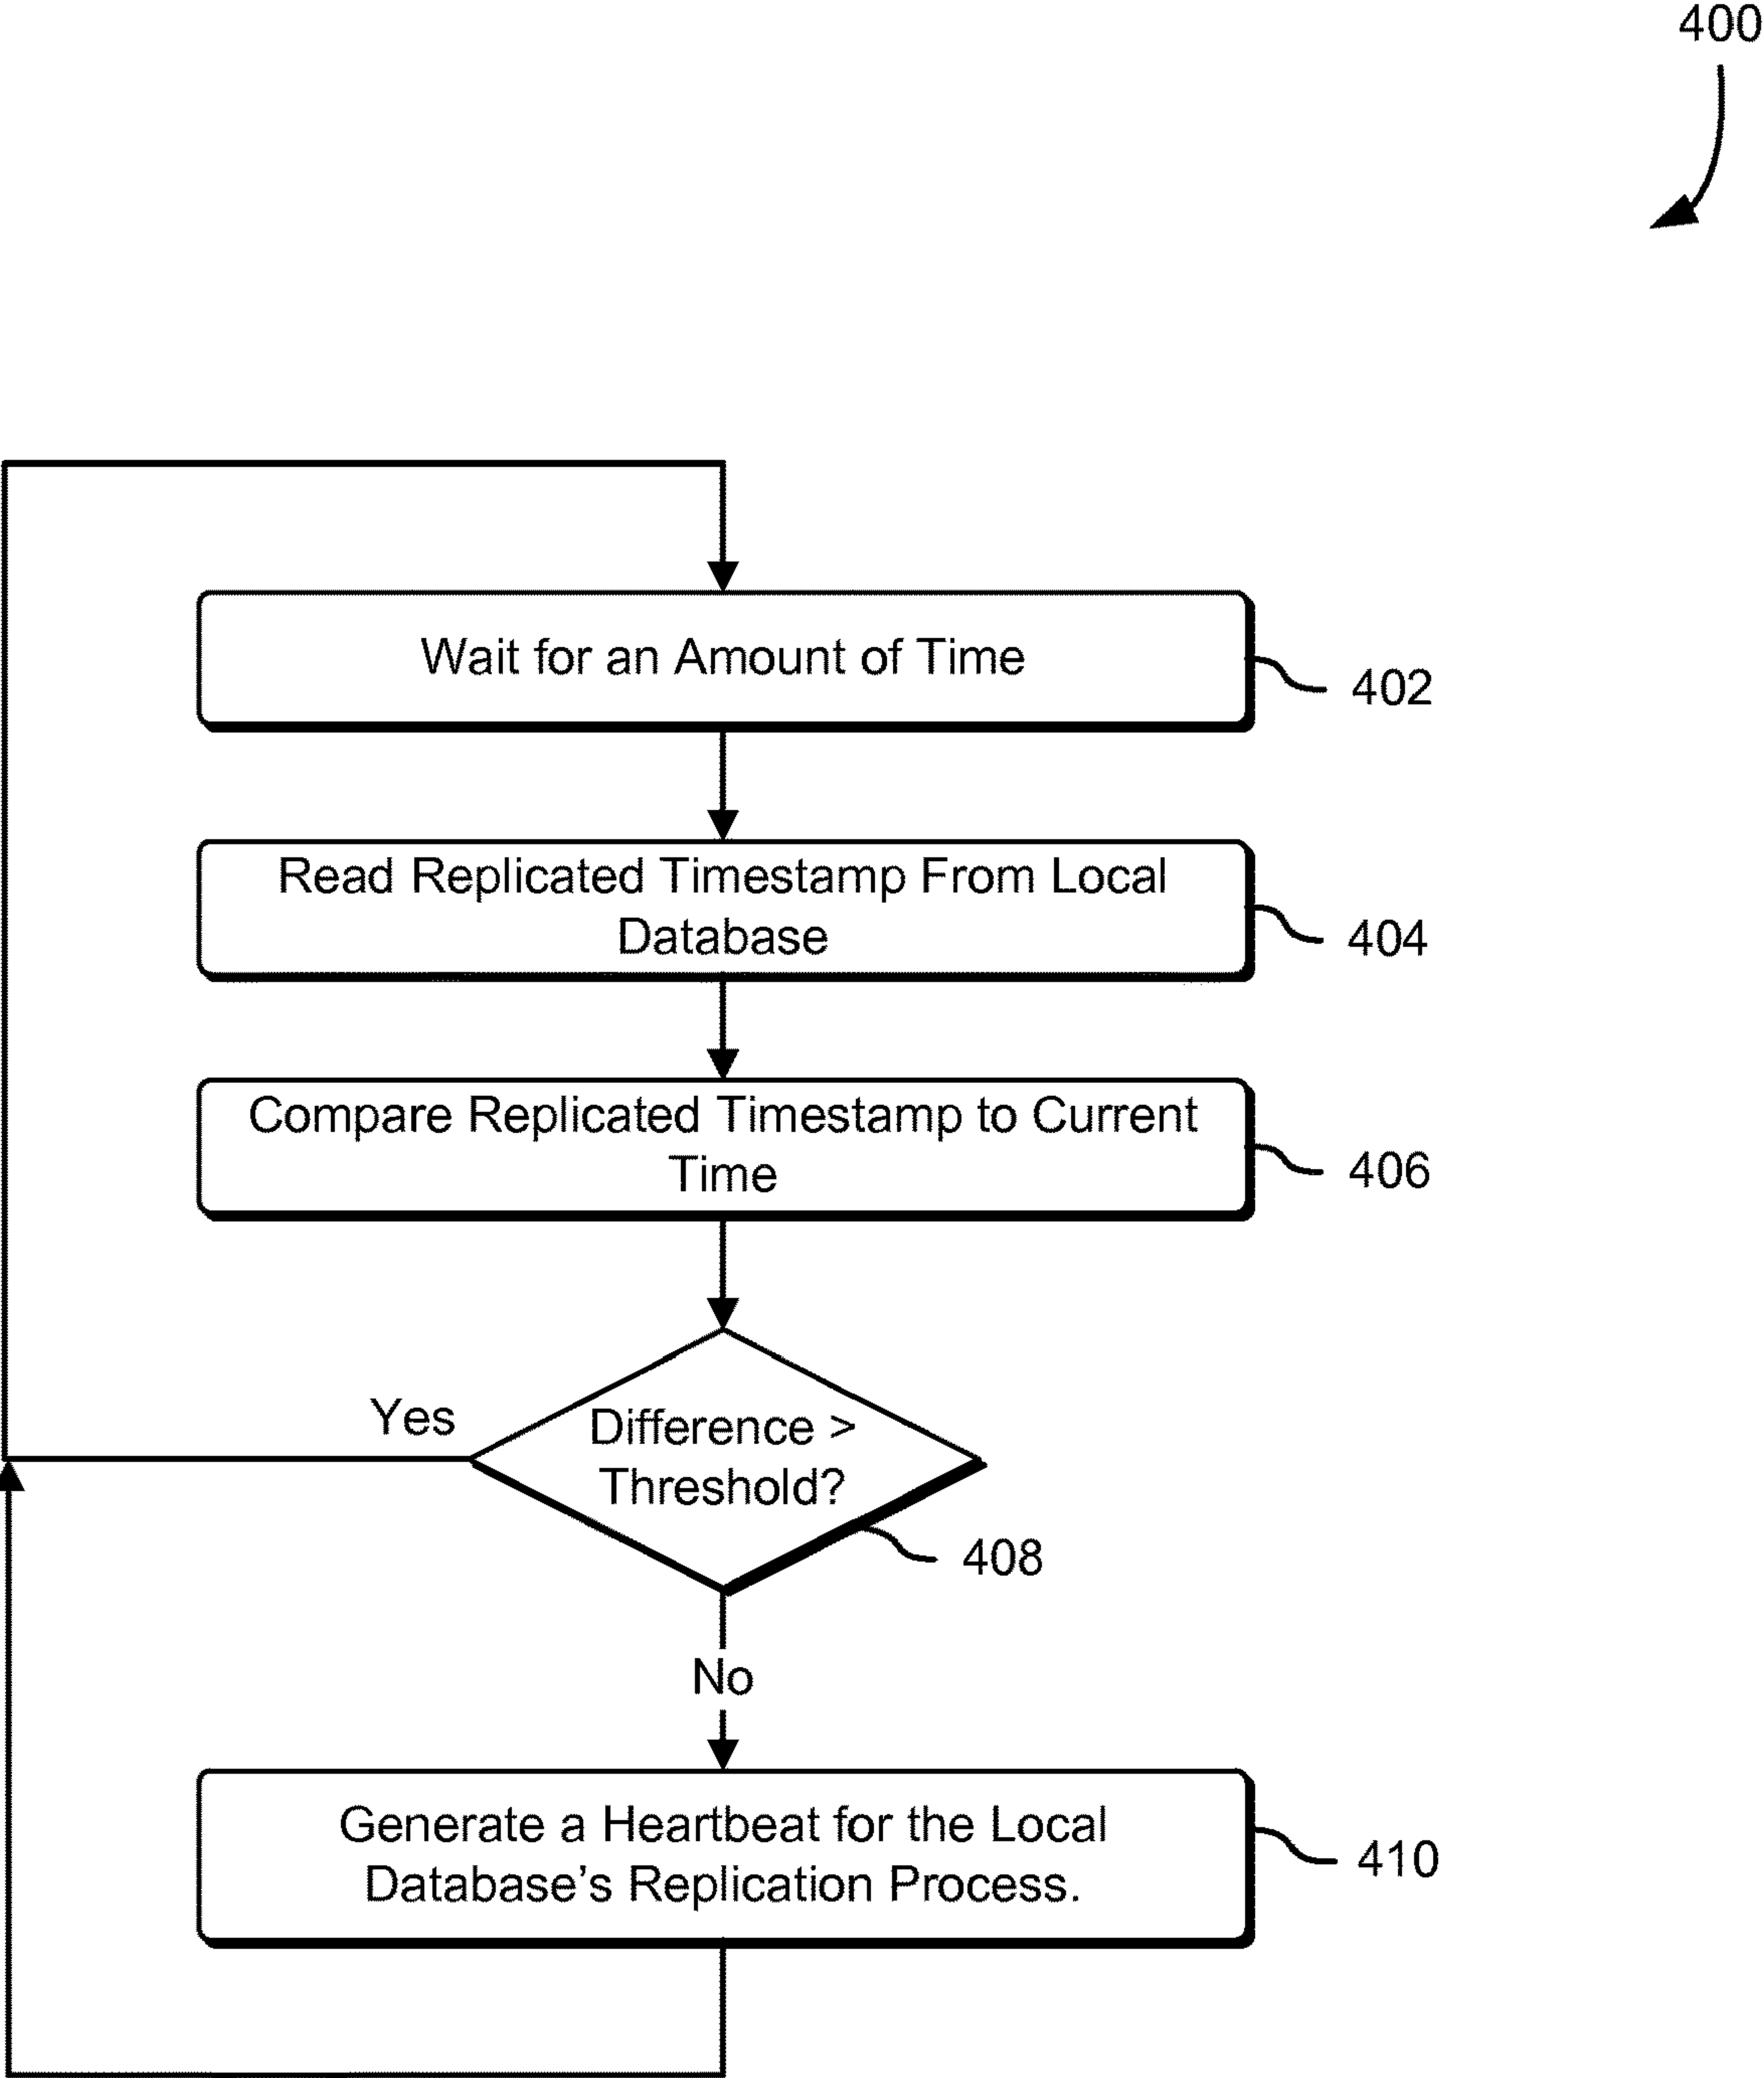 400
Wait for an Amount of Time
402
Read Replicated Timestamp From Local
Database
404
Compare Replicated Timestamp to Current
Time
406
Yes
Difference >
Threshold?
408
No
Generate a Heartbeat for the Local
Database’s Replication Process.
410